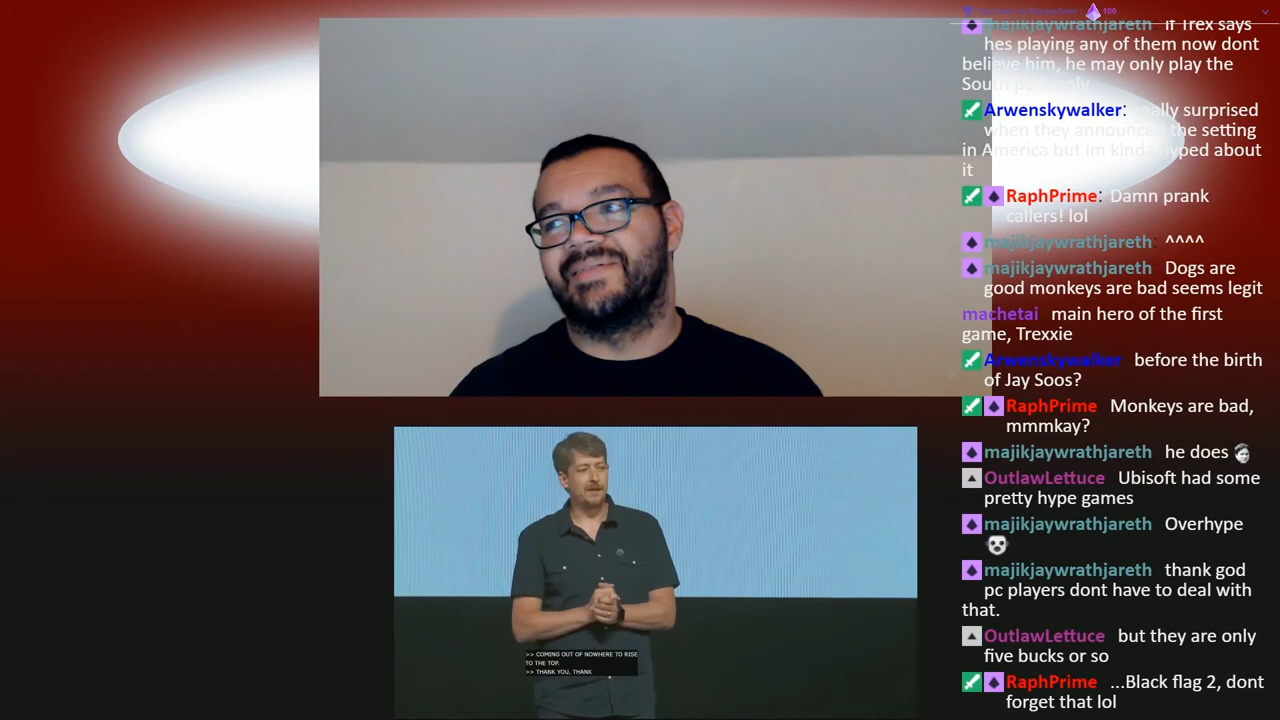 100
majikjaywrathjareth If Trex says
hes playing any of them now dont
believe him, he may only play the
South
Arwenskywalker: really surprised
when they announced the setting
in America but im kinda hyped about
it
RaphPrime: Damn prank
callers! lol
majikjaywrathjareth: ^^^^
majikjaywrathjareth Dogs are
good monkeys are bad seems legit
machetai main hero of the first
game, Trexxie
Arwenskywalker before the birth
of Jay Soos?
RaphPrime Monkeys are bad,
mmmkay?
majikjaywrathjareth he does
OutlawLettuce Ubisoft had some
pretty hype games
majikjaywrathjareth Overhype
majikjaywrathjareth thank god
pc players dont have to deal with
that.
OutlawLettuce but they are only
five bucks or so
RaphPrime ...Black flag 2, dont
forget that lol
>> COMING OUT OF NOWHERE TO RISE
TO THE TOP.
>> THANK YOU, THANK